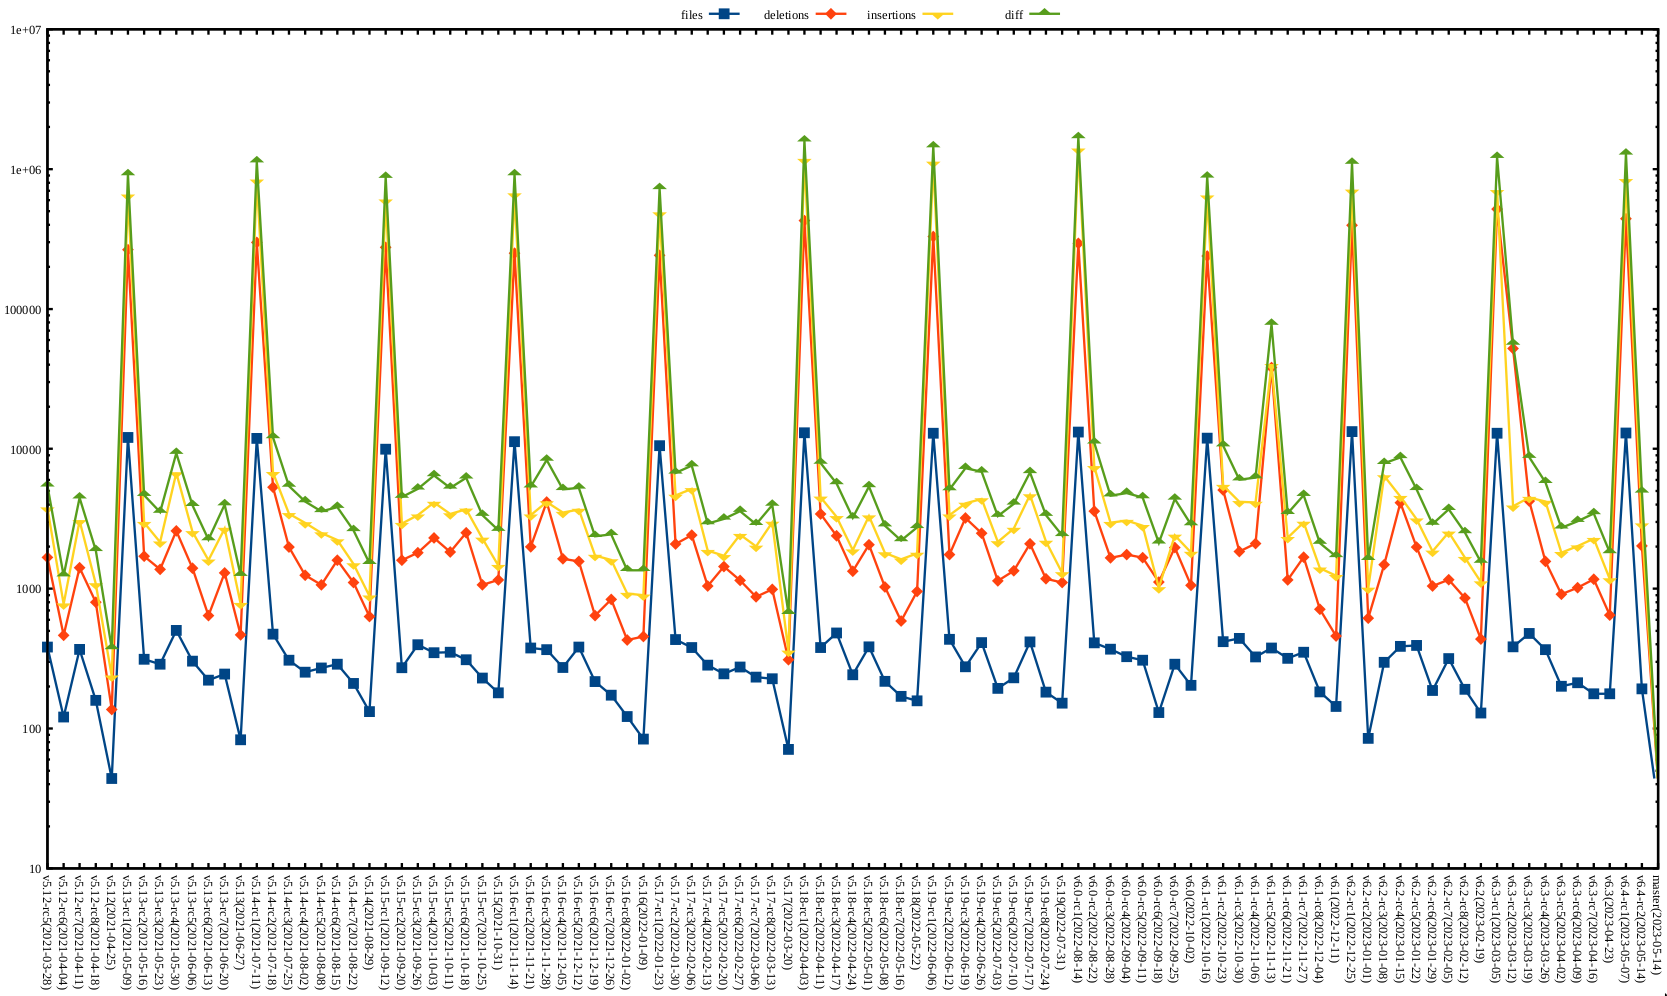 files deletions insertions diff
1e+07
1e+06
100000
10000
1000
100
10
v5.12-rc5(2021-03-28)
v5.12-rc6(2021-04-04)
v5.12-rc7(2021-04-11)
v5.12-rc8(2021-04-18)
v5.12(2021-04-25)
v5.13-rc1(2021-05-09)
v5.13-rc2(2021-05-16)
v5.13-rc3(2021-05-23)
v5.13-rc4(2021-05-30)
v5.13-rc5(2021-06-06)
v5.13-rc6(2021-06-13)
v5.13-rc7(2021-06-20)
v5.13(2021-06-27)
v5.14-rc1(2021-07-11)
v5.14-rc2(2021-07-18)
v5.14-rc3(2021-07-25)
v5.14-rc4(2021-08-02)
v5.14-rc5(2021-08-08)
v5.14-rc6(2021-08-15)
v5.14-rc7(2021-08-22)
v5.14(2021-08-29)
v5.15-rc1(2021-09-12)
v5.15-rc2(2021-09-20)
v5.15-rc3(2021-09-26)
v5.15-rc4(2021-10-03)
v5.15-rc5(2021-10-11)
v5.15-rc6(2021-10-18)
v5.15-rc7(2021-10-25)
v5.15(2021-10-31)
v5.16-rc1(2021-11-14)
v5.16-rc2(2021-11-21)
v5.16-rc3(2021-11-28)
v5.16-rc4(2021-12-05)
v5.16-rc5(2021-12-12)
v5.16-rc6(2021-12-19)
v5.16-rc7(2021-12-26)
v5.16-rc8(2022-01-02)
v5.16(2022-01-09)
v5.17-rc1(2022-01-23)
v5.17-rc2(2022-01-30)
v5.17-rc3(2022-02-06)
v5.17-rc4(2022-02-13)
v5.17-rc5(2022-02-20)
v5.17-rc6(2022-02-27)
v5.17-rc7(2022-03-06)
v5.17-rc8(2022-03-13)
v5.17(2022-03-20)
v5.18-rc1(2022-04-03)
v5.18-rc2(2022-04-11)
v5.18-rc3(2022-04-17)
v5.18-rc4(2022-04-24)
v5.18-rc5(2022-05-01)
v5.18-rc6(2022-05-08)
v5.18-rc7(2022-05-16)
v5.18(2022-05-22)
v5.19-rc1(2022-06-06)
v5.19-rc2(2022-06-12)
v5.19-rc3(2022-06-19)
v5.19-rc4(2022-06-26)
v5.19-rc5(2022-07-03)
v5.19-rc6(2022-07-10)
v5.19-rc7(2022-07-17)
v5.19-rc8(2022-07-24)
v5.19(2022-07-31)
v6.0-rc1(2022-08-14)
v6.0-rc2(2022-08-22)
v6.0-rc3(2022-08-28)
v6.0-rc4(2022-09-04)
v6.0-rc5(2022-09-11)
v6.0-rc6(2022-09-18)
v6.0-rc7(2022-09-25)
v6.0(2022-10-02)
v6.1-rc1(2022-10-16)
v6.1-rc2(2022-10-23)
v6.1-rc3(2022-10-30)
v6.1-rc4(2022-11-06)
v6.1-rc5(2022-11-13)
v6.1-rc6(2022-11-21)
v6.1-rc7(2022-11-27)
v6.1-rc8(2022-12-04)
v6.1(2022-12-11)
v6.2-rc1(2022-12-25)
v6.2-rc2(2023-01-01)
v6.2-rc3(2023-01-08)
v6.2-rc4(2023-01-15)
v6.2-rc5(2023-01-22)
v6.2-rc6(2023-01-29)
v6.2-rc7(2023-02-05)
v6.2-rc8(2023-02-12)
v6.2(2023-02-19)
v6.3-rc1(2023-03-05)
v6.3-rc2(2023-03-12)
v6.3-rc3(2023-03-19)
v6.3-rc4(2023-03-26)
v6.3-rc5(2023-04-02)
v6.3-rc6(2023-04-09)
v6.3-rc7(2023-04-16)
v6.3(2023-04-23)
v6.4-rc1(2023-05-07)
v6.4-rc2(2023-05-14)
master(2023-05-14)